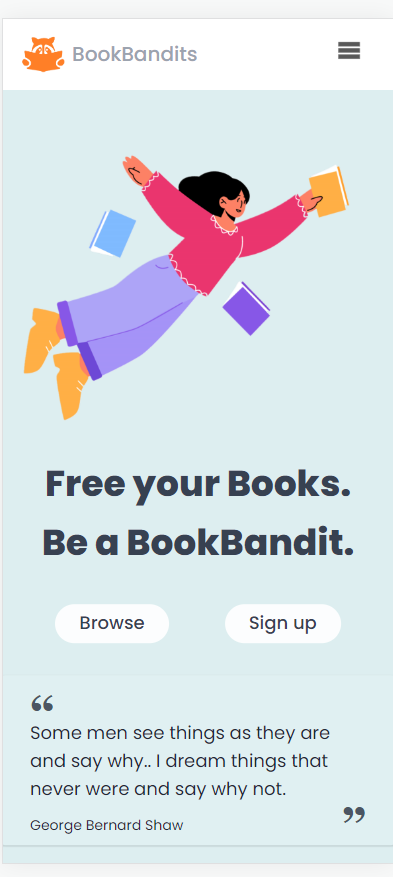 BookBandits
Free your Books.
Be a BookBandit.
Browse
Sign up
“
Some men see things as they are
and say why.. I dream things that
never were and say why not.
”
George Bernard Shaw